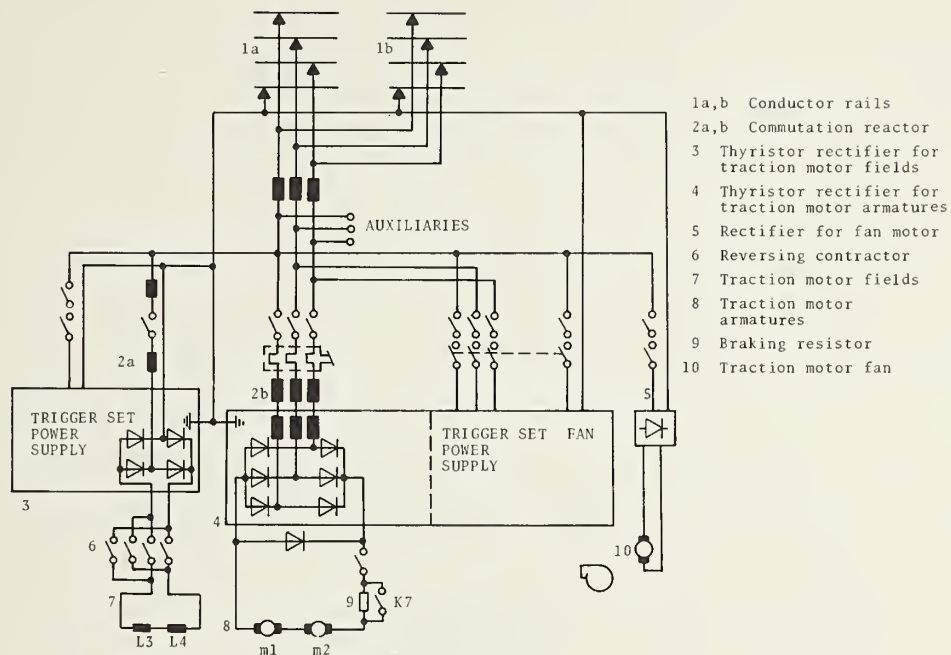 1a
1b
AUXILIARIES
2a
2b
5
TRIGGER SET
POWER
SUPPLY
TRIGGER SET
POWER
SUPPLY
FAN
3
4
6
10
7
9
K7
8
L3 L4
m1
m2
1a,b Conductor rails
2a,b Commutation reactor
3 Thyristor rectifier for
traction motor fields
4 Thyristor rectifier for
traction motor armatures
5 Rectifier for fan motor
6 Reversing contractor
7 Traction motor fields
8 Traction motor
armatures
9 Braking resistor
10 Traction motor fan